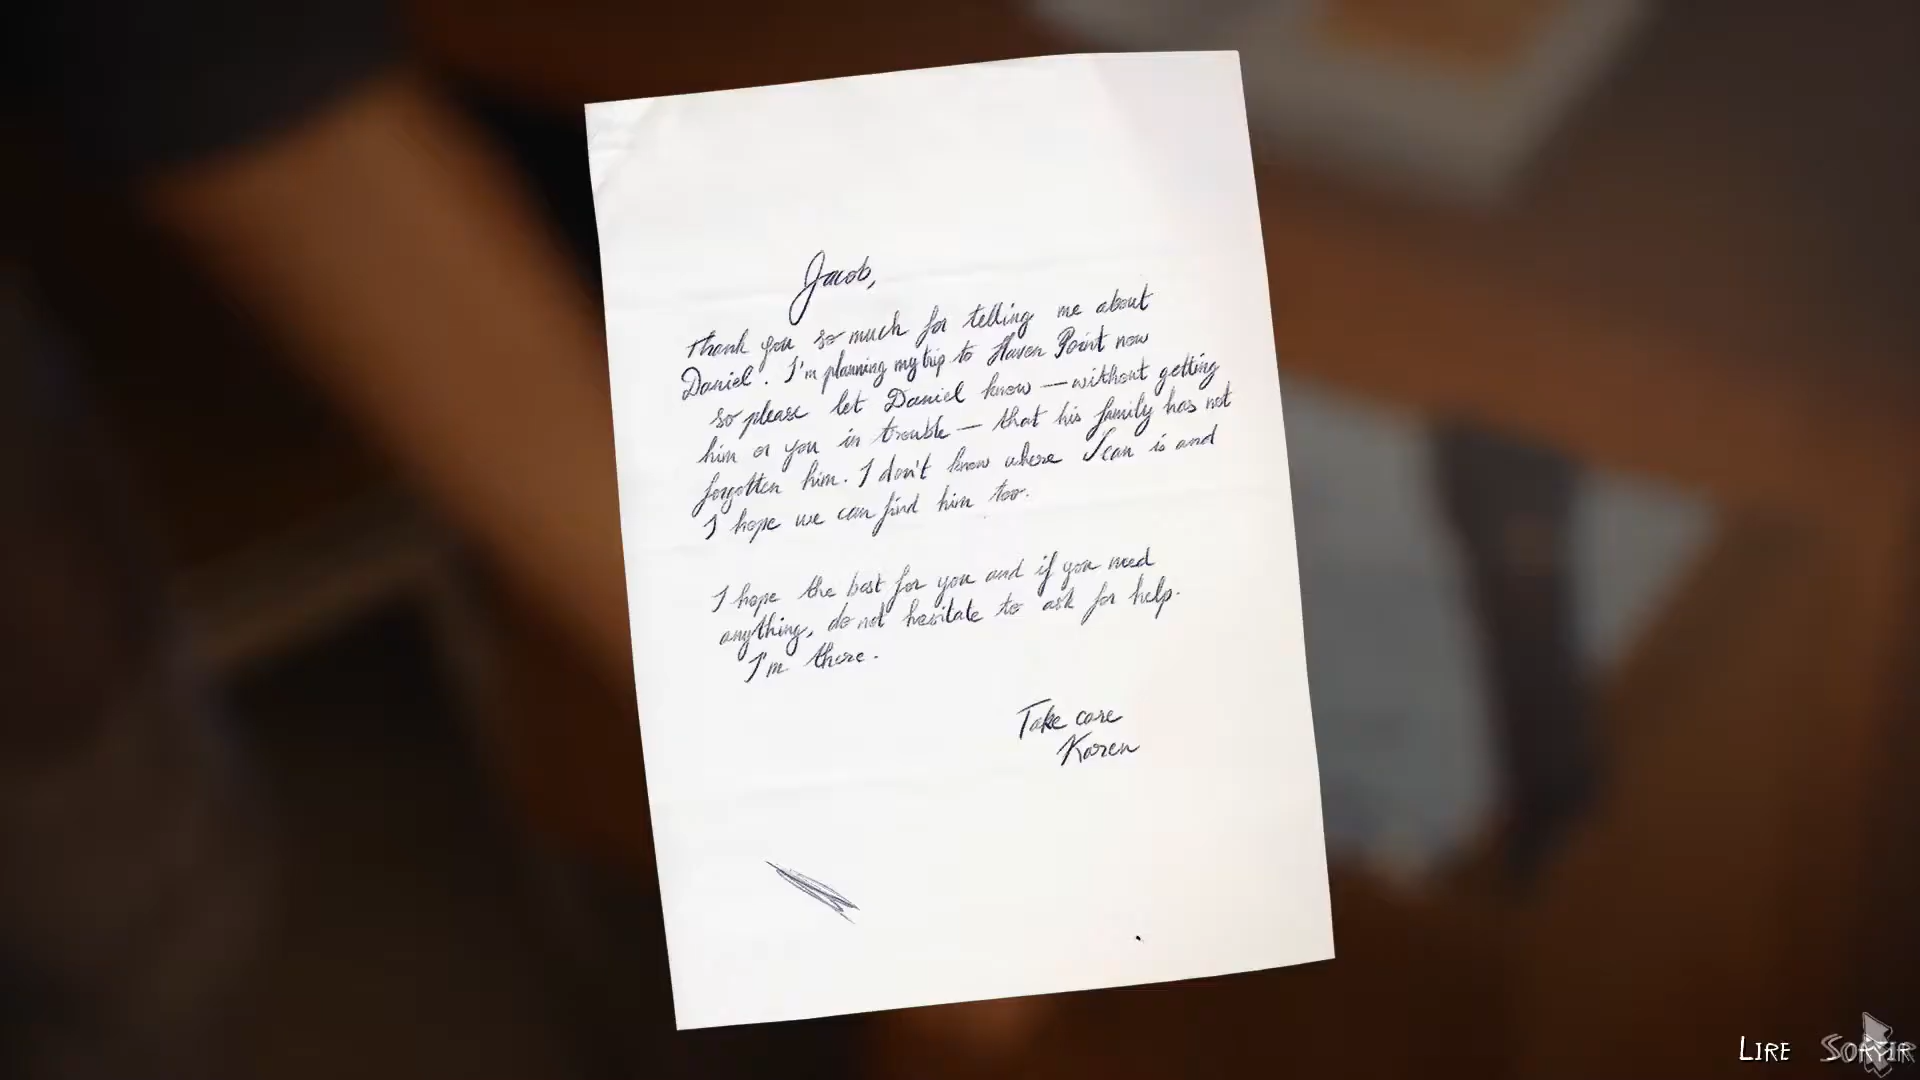 Jacob,
Thank you so much for telling me about
Daniel. I'm planning my trip to Haven Point now
so please let Daniel know — without getting
him or you in trouble — that his family has not
forgotten him. I don't know where Sean is and
I hope we can find him too.
I hope the best for you and if you need
anything, do not hesitate to ask for help.
I'm there.
Take care
Karen
LIRE SORTIR